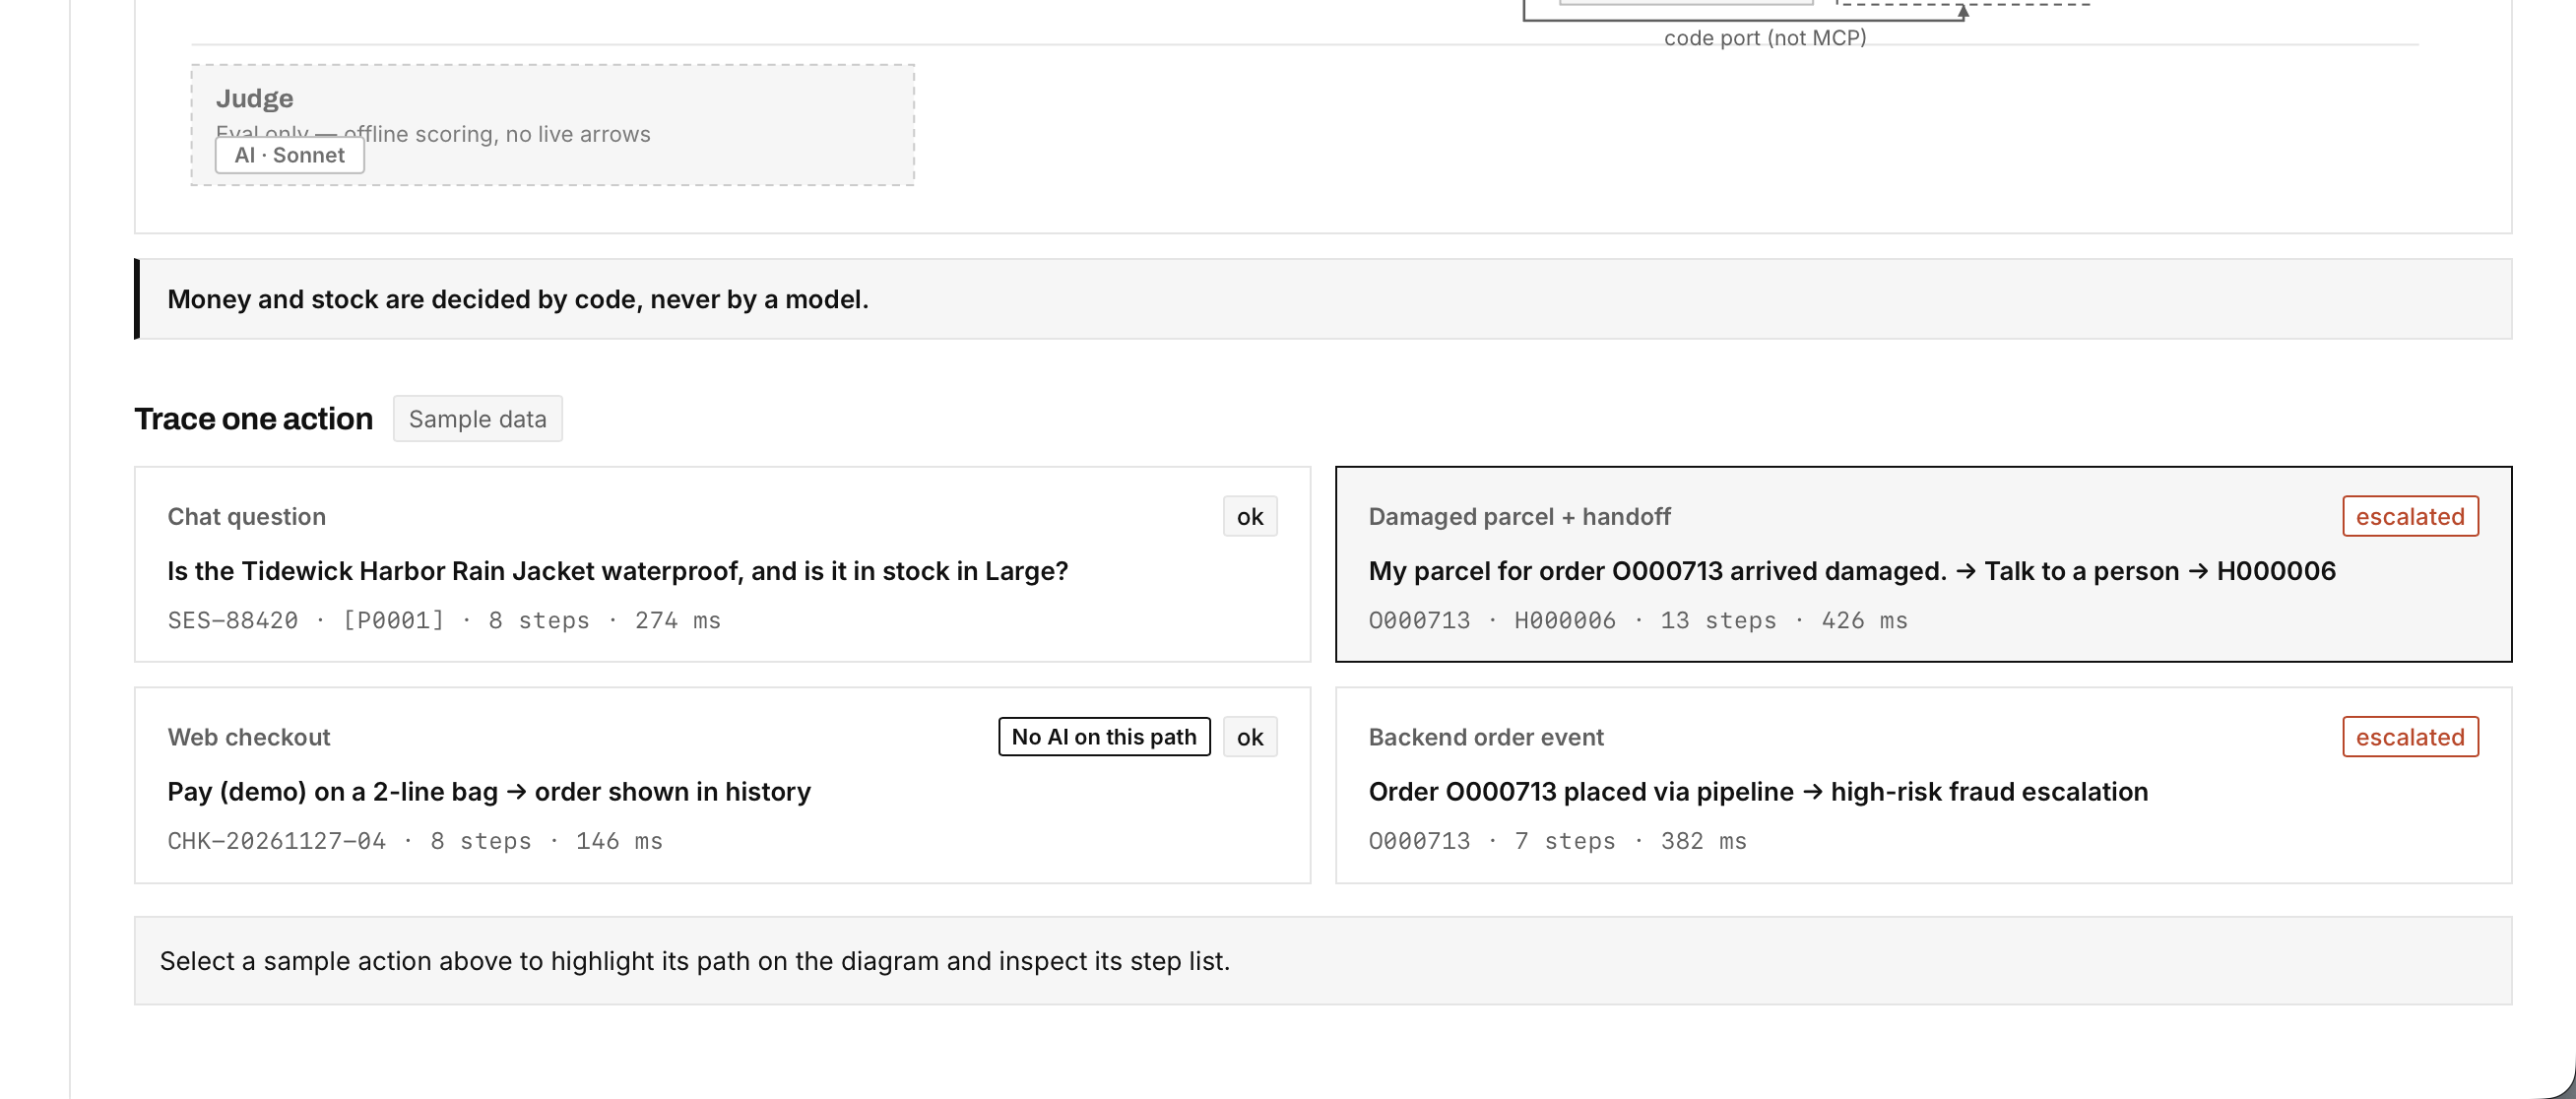 code port (not MCP)
Judge
Eval only — offline scoring, no live arrows
AI · Sonnet
Money and stock are decided by code, never by a model.
Trace one action
Sample data
Chat question
ok
Is the Tidewick Harbor Rain Jacket waterproof, and is it in stock in Large?
SES-88420 · [P0001] · 8 steps · 274 ms
Damaged parcel + handoff
escalated
My parcel for order O000713 arrived damaged. → Talk to a person → H000006
O000713 · H000006 · 13 steps · 426 ms
Web checkout
No AI on this path
ok
Pay (demo) on a 2-line bag → order shown in history
CHK-20261127-04 · 8 steps · 146 ms
Backend order event
escalated
Order O000713 placed via pipeline → high-risk fraud escalation
O000713 · 7 steps · 382 ms
Select a sample action above to highlight its path on the diagram and inspect its step list.